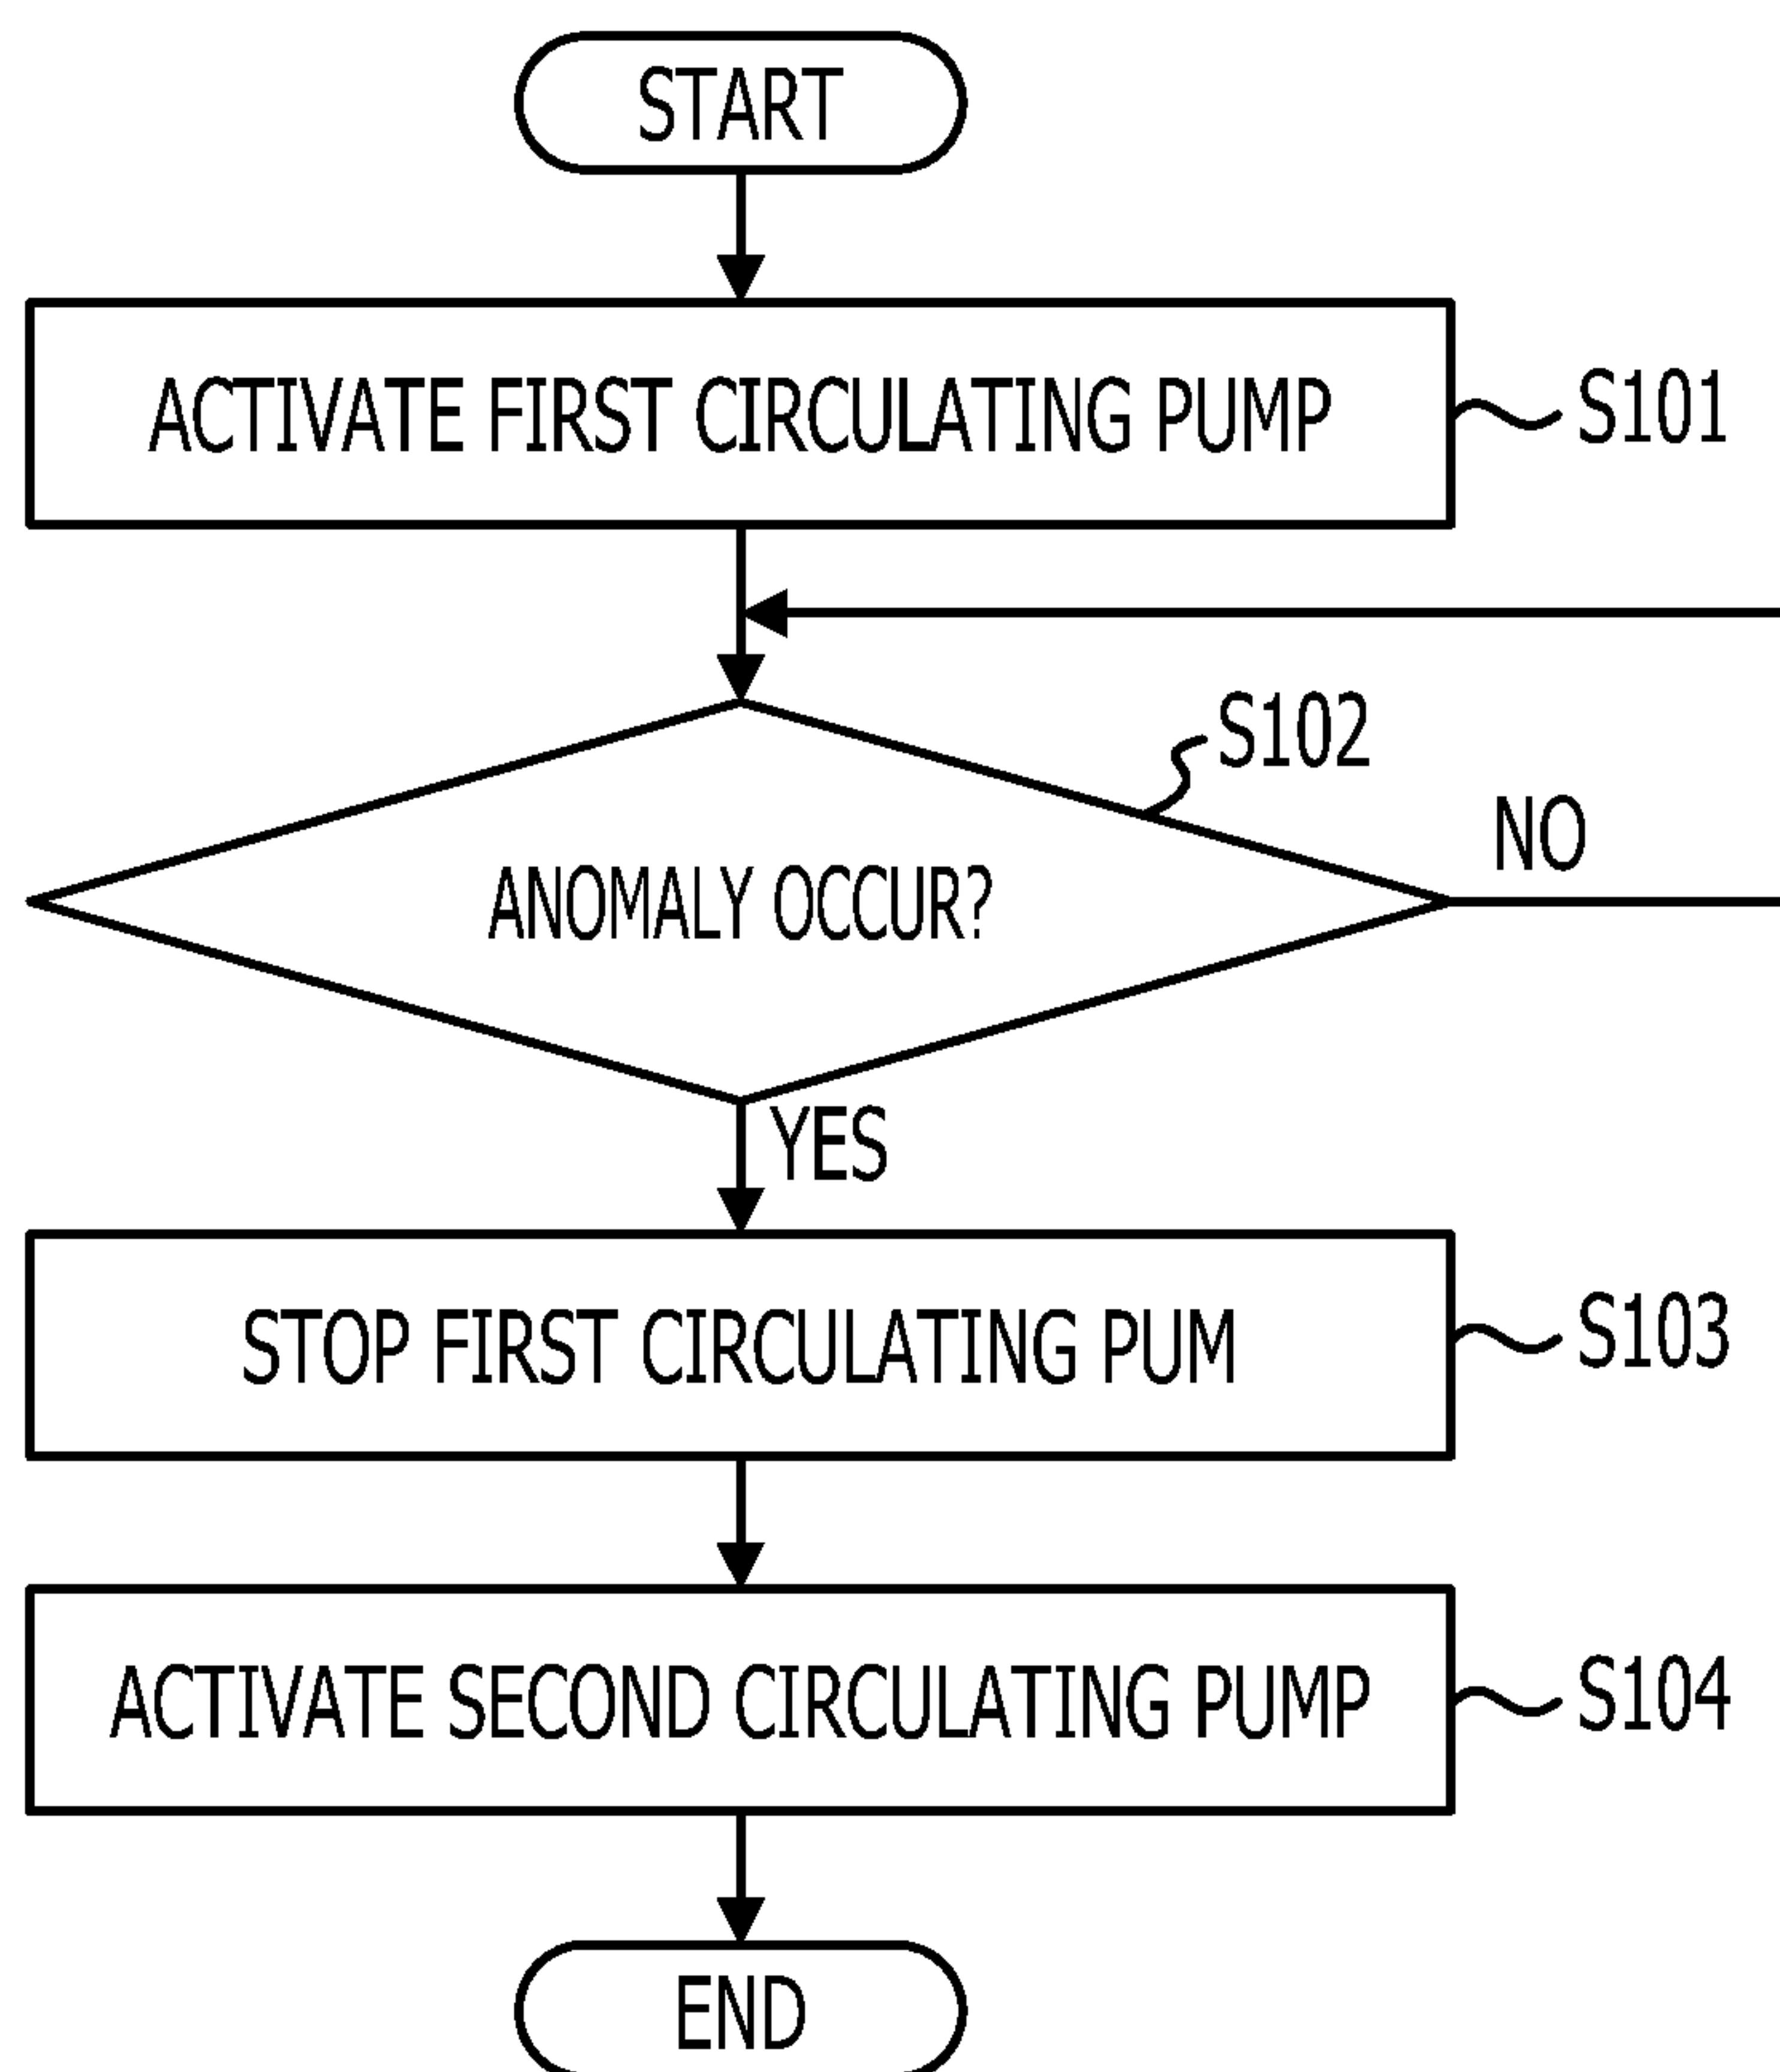 START
ACTIVATE FIRST CIRCULATING PUMP
S101
S102
NO
ANOMALY OCCUR?
YES
STOP FIRST CIRCULATING PUM
S103
ACTIVATE SECOND CIRCULATING PUMP
S104
END